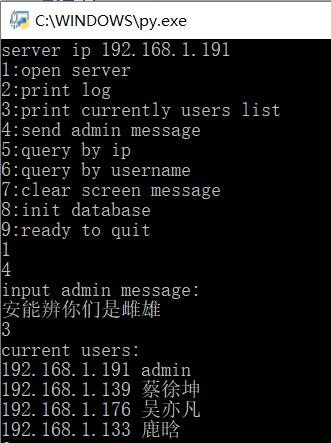 C:\WINDOWS\py.exe
server ip 192.168.1.191
1:open server
2:print log
3:print currently users list
4:send admin message
5:query by ip
6:query by username
7:clear screen message
8:init database
9:ready to quit
1
4
input admin message:
安能辨你们是雌雄
3
current users:
192.168.1.191 admin
192.168.1.139 蔡徐坤
192.168.1.176 吴亦凡
192.168.1.133 鹿晗